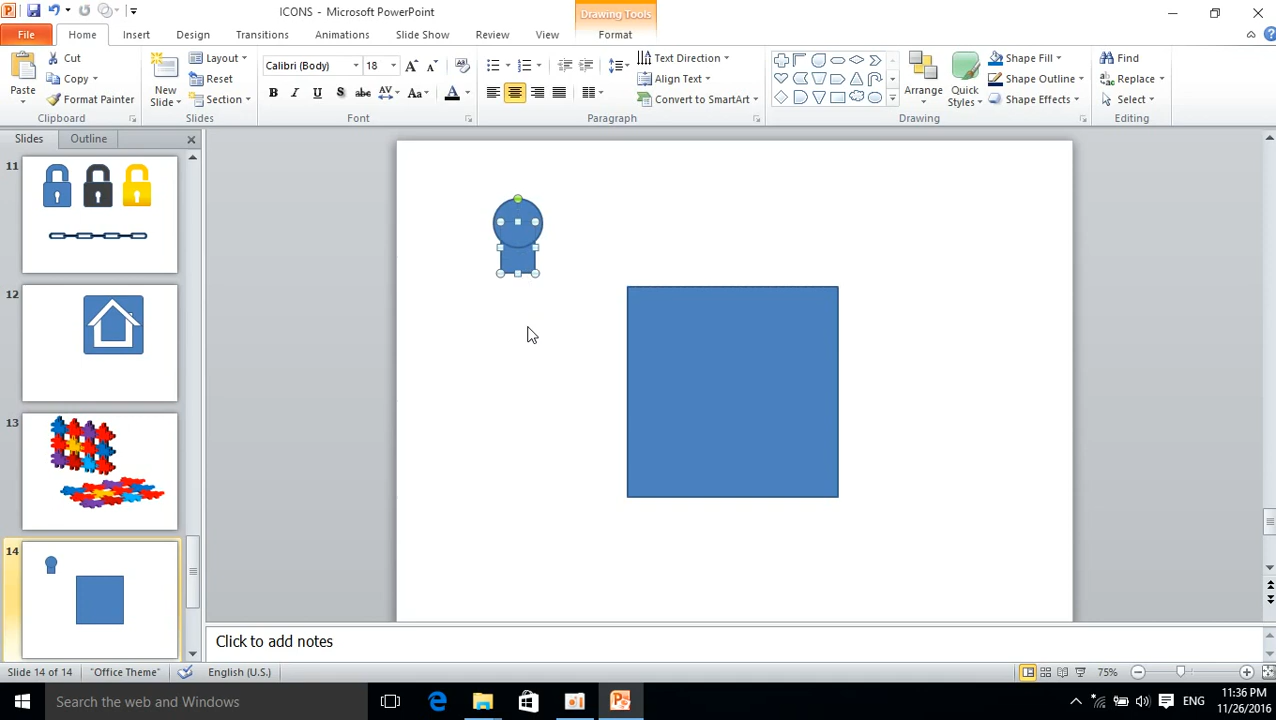 ICONS - Microsoft PowerPoint
Drawing Tools
File
Home
Insert
Design
Transitions
Animations
Slide Show
Review
View
Format
Paste
Cut
Copy
Format Painter
Clipboard
New
Slide
Layout
Reset
Section
Slides
Calibri (Body)
18
Font
Text Direction
Align Text
Convert to SmartArt
Paragraph
Arrange
Quick
Styles
Shape Fill
Shape Outline
Shape Effects
Drawing
Find
Replace
Select
Editing
Slides
Outline
11
12
13
14
Click to add notes
Slide 14 of 14
"Office Theme"
English (U.S.)
75%
Search the web and Windows
ENG
11:36 PM
11/26/2016